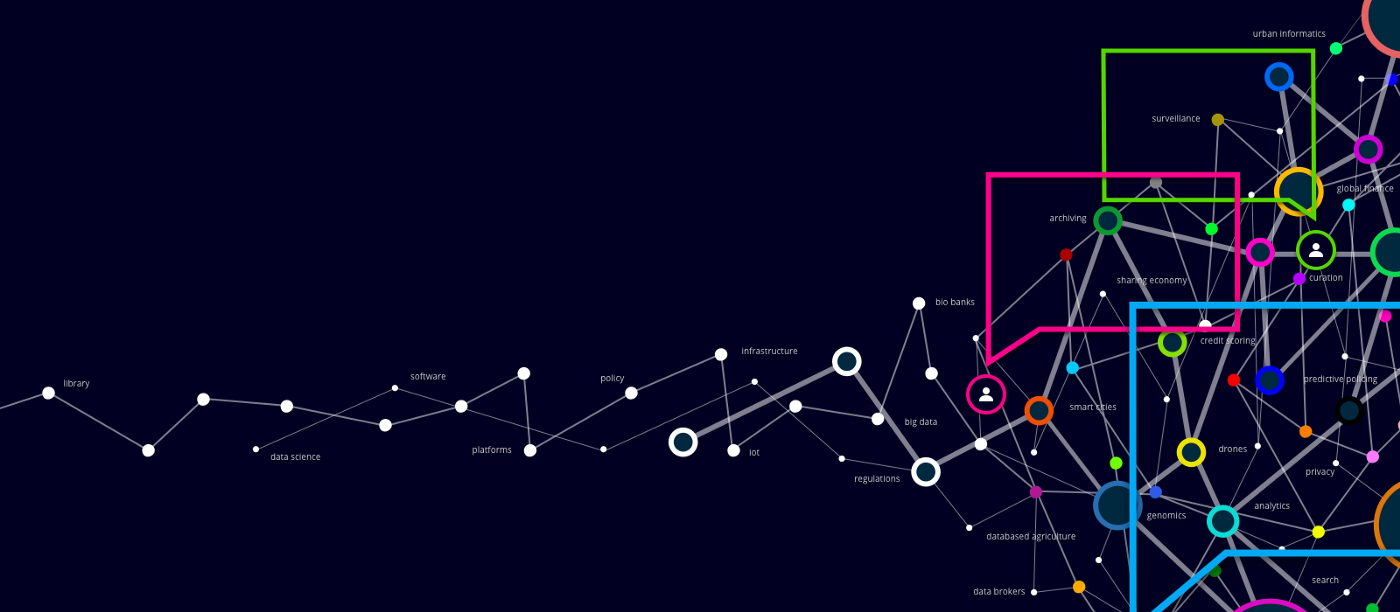 urban informatics
surveillance
global finance
archiving
curation
sharing economy
bio banks
credit scoring
infrastructure
library
software
policy
predictive policing
smart cities
big data
platforms
iot
data science
drones
regulations
privacy
analytics
genomics
databased agriculture
search
data brokers